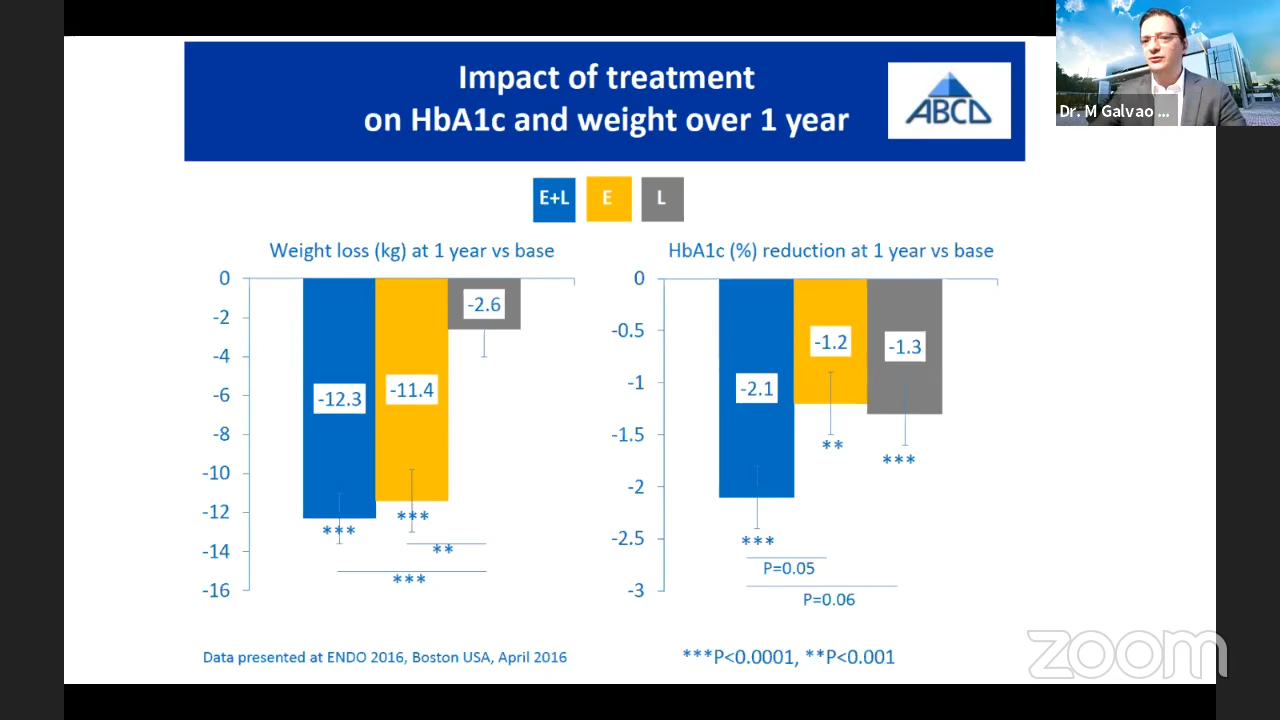 Impact of treatment
on HbA1c and weight over 1 year
ABCD
Dr. M Galvao ...
E+L
E
L
Weight loss (kg) at 1 year vs base
0
-2
-4
-6
-8
-10
-12
-14
-16
-12.3
-11.4
-2.6
***
***
**
***
HbA1c (%) reduction at 1 year vs base
0
-0.5
-1
-1.5
-2
-2.5
-3
-2.1
-1.2
-1.3
***
**
***
P=0.05
P=0.06
Data presented at ENDO 2016, Boston USA, April 2016
***P<0.0001, **P<0.001
zoom